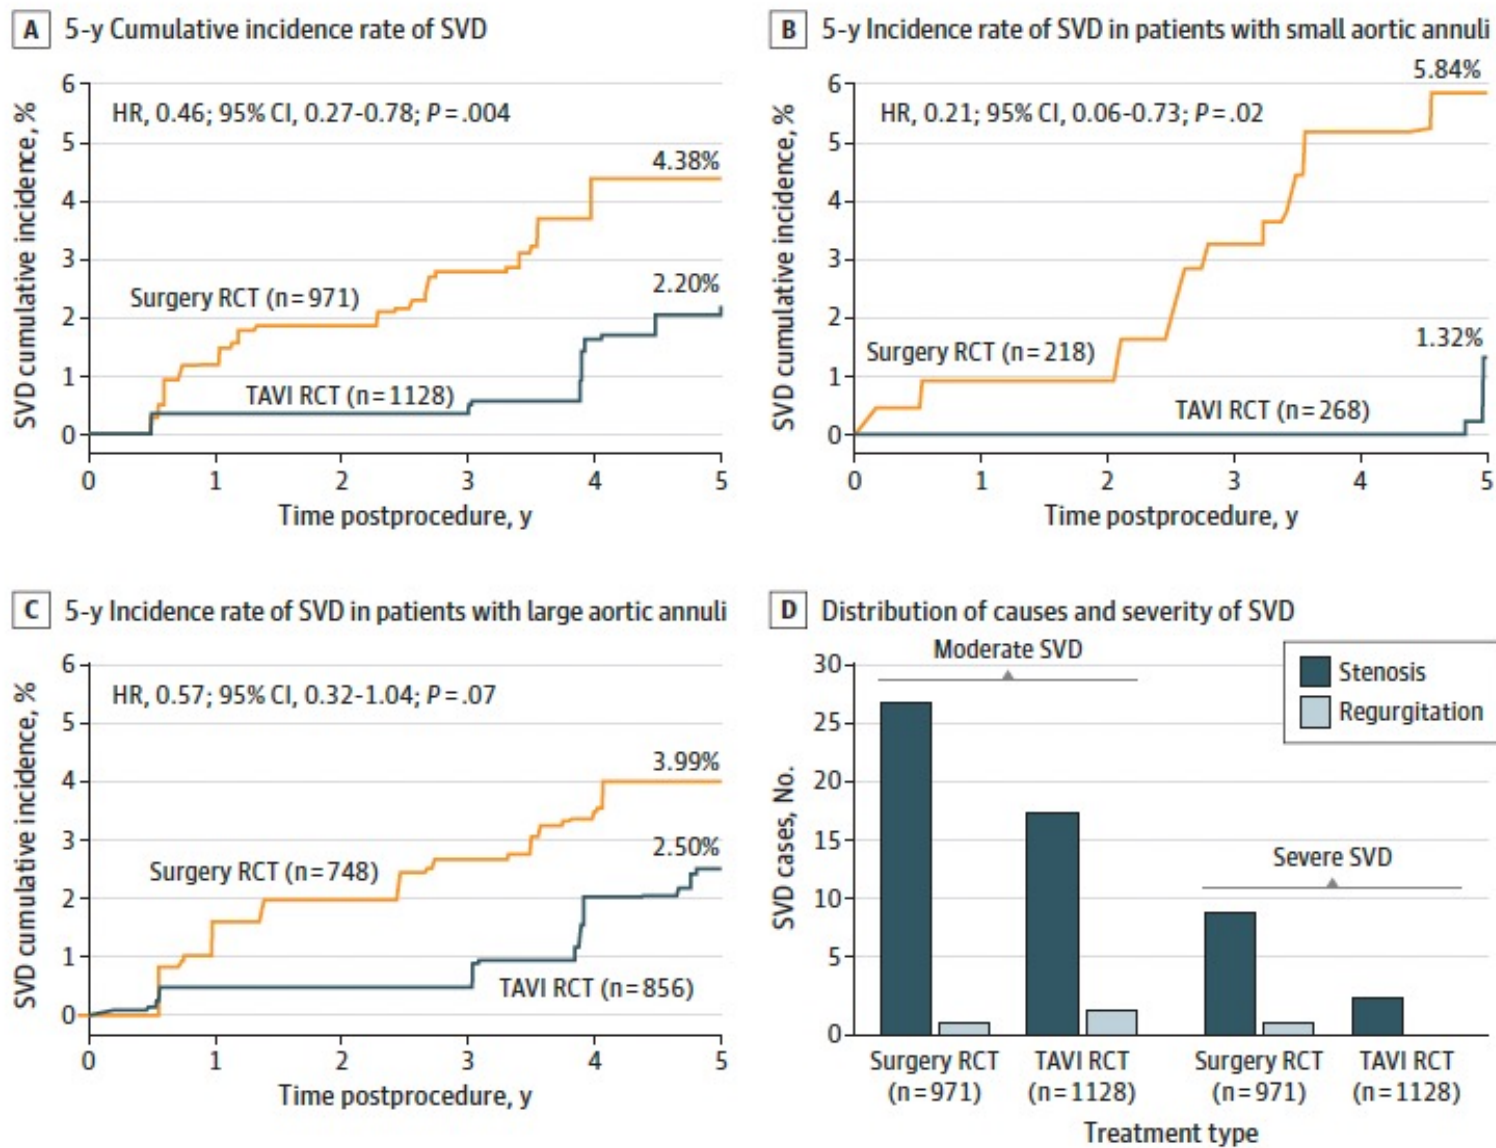 A 5-y Cumulative incidence rate of SVD
SVD cumulative incidence, %
6
5
4
3
2
1
0
HR, 0.46; 95% CI, 0.27-0.78; P = .004
4.38%
2.20%
Surgery RCT (n = 971)
TAVI RCT (n = 1128)
0 1 2 3 4 5
Time postprocedure, y
B 5-y Incidence rate of SVD in patients with small aortic annuli
SVD cumulative incidence, %
6
5
4
3
2
1
0
5.84%
HR, 0.21; 95% CI, 0.06-0.73; P = .02
1.32%
Surgery RCT (n = 218)
TAVI RCT (n = 268)
0 1 2 3 4 5
Time postprocedure, y
C 5-y Incidence rate of SVD in patients with large aortic annuli
SVD cumulative incidence, %
6
5
4
3
2
1
0
HR, 0.57; 95% CI, 0.32-1.04; P = .07
3.99%
2.50%
Surgery RCT (n = 748)
TAVI RCT (n = 856)
0 1 2 3 4 5
Time postprocedure, y
D Distribution of causes and severity of SVD
SVD cases, No.
30
25
20
15
10
5
0
Moderate SVD
Stenosis
Regurgitation
Severe SVD
Surgery RCT TAVI RCT Surgery RCT TAVI RCT
(n = 971) (n = 1128) (n = 971) (n = 1128)
Treatment type